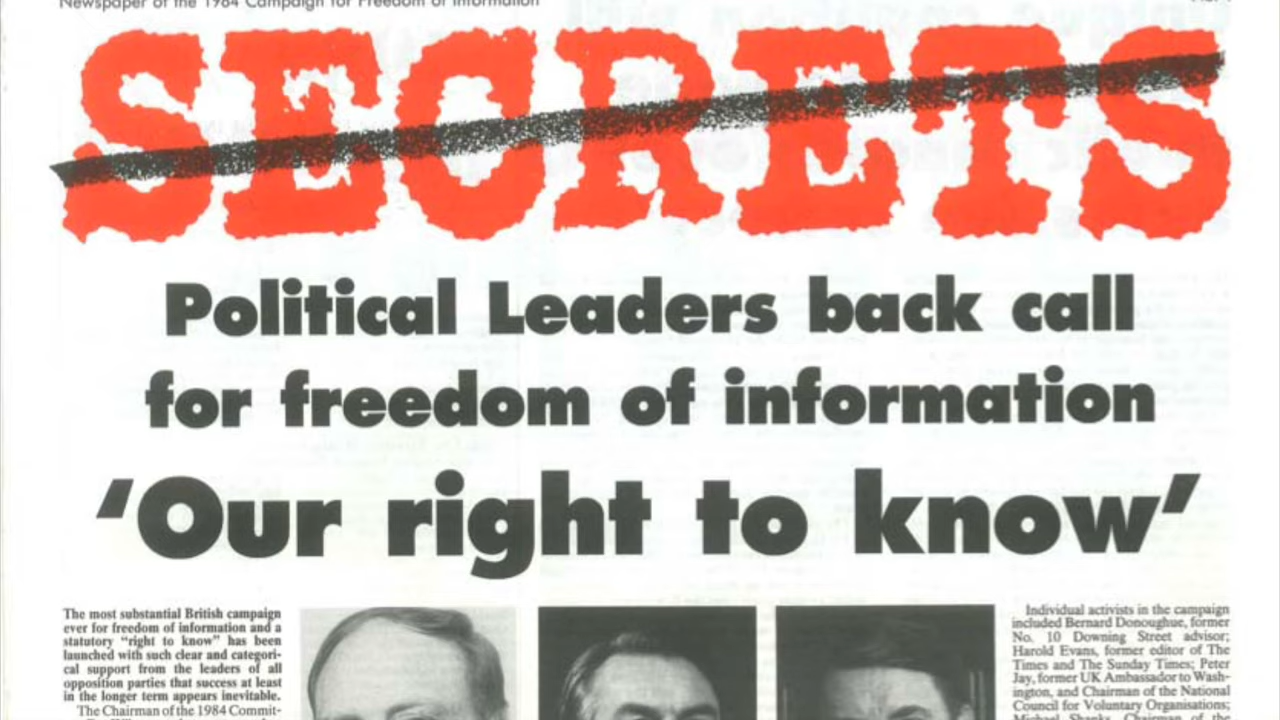 Newspaper of the 1984 Campaign for Freedom of Information
SECRETS
Political Leaders back call
for freedom of information
‘Our right to know’
The most substantial British campaign
ever for freedom of information and a
statutory “right to know” has been
launched with such clear and categori-
cal support from the leaders of all
opposition parties that success at least
in the longer term appears inevitable.
The Chairman of the 1984 Commit-
Individual activists in the campaign
included Bernard Donoughue, former
No. 10 Downing Street advisor;
Harold Evans, former editor of The
Times and The Sunday Times; Peter
Jay, former UK Ambassador to Wash-
ington, and Chairman of the National
Council for Voluntary Organisations;
Michael Shanks, Chairman of the